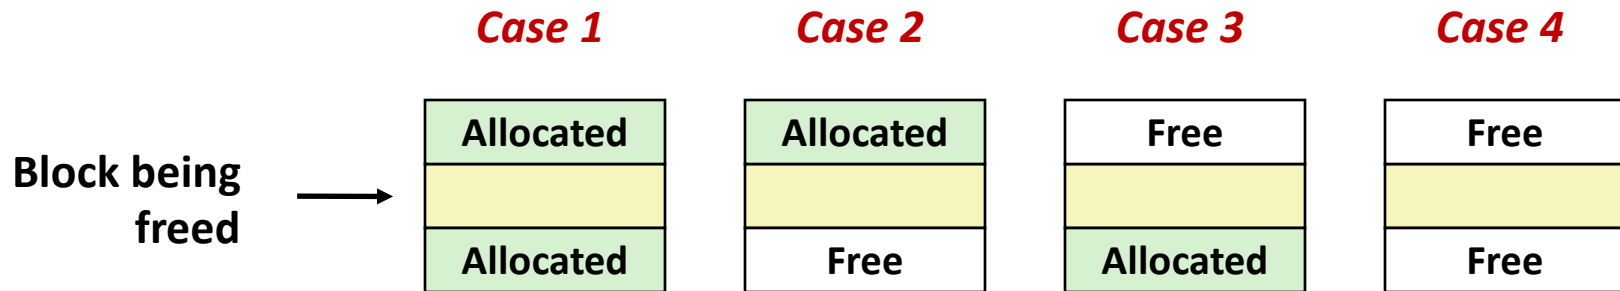 Case 1 Case 2 Case 3 Case 4
Allocated Allocated Free Free
Block being
freed
Allocated Free Allocated Free